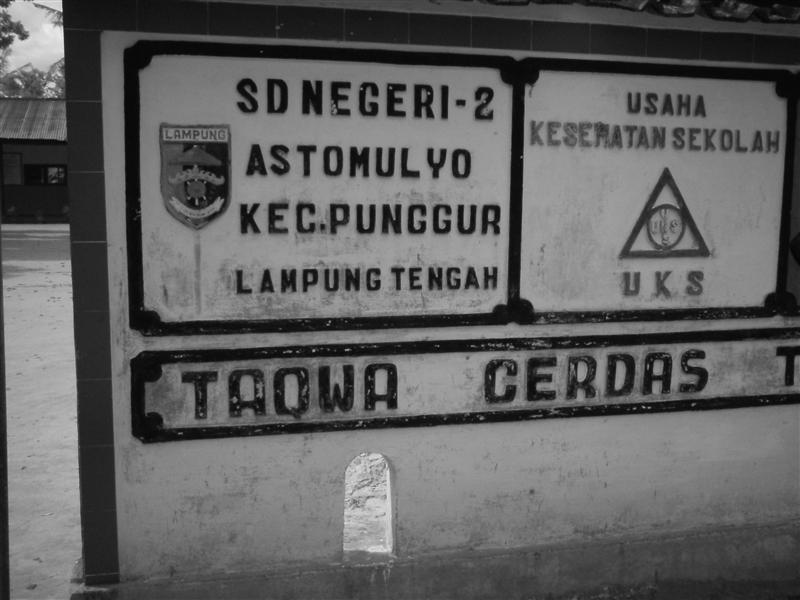 LAMPUNG
SD NEGERI-2
ASTOMULYO
KEC.PUNGGUR
LAMPUNG TENGAH
USAHA
KESEHATAN SEKOLAH
UKS
U K S
TAQWA CERDAS T